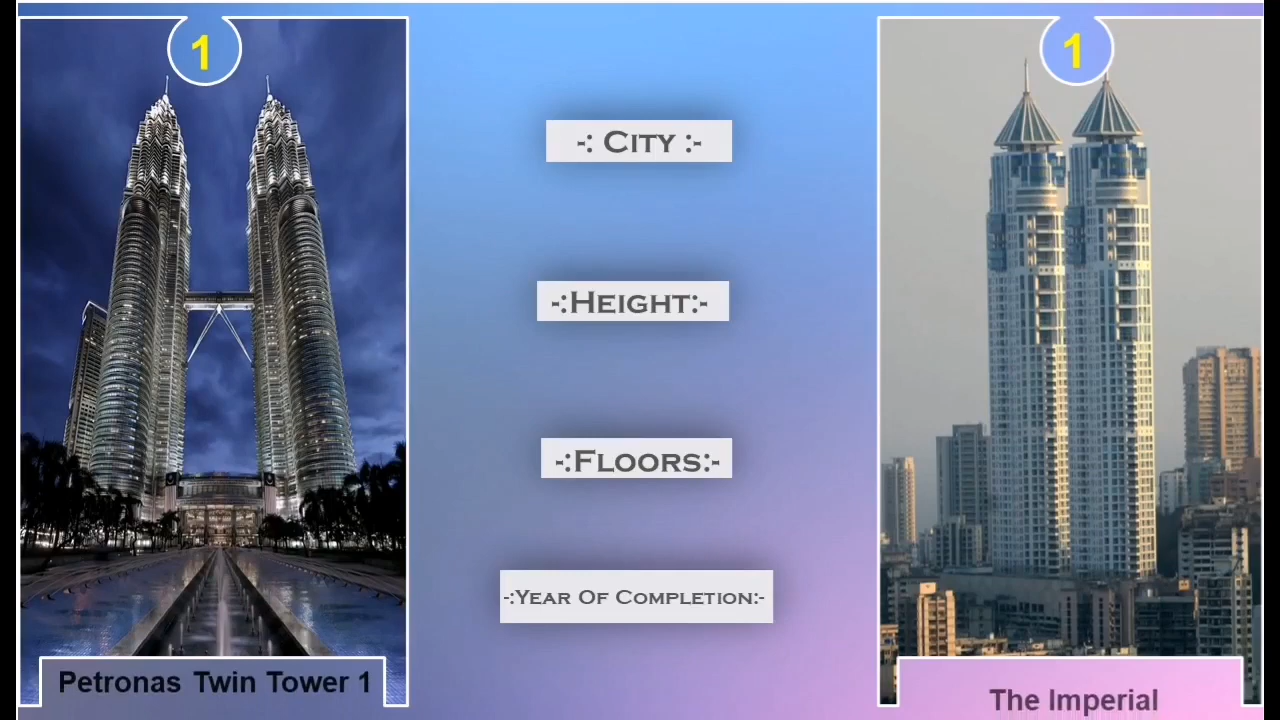 1
1
-: City :-
-:Height:-
-:Floors:-
-:Year Of Completion:-
Petronas Twin Tower 1
The Imperial